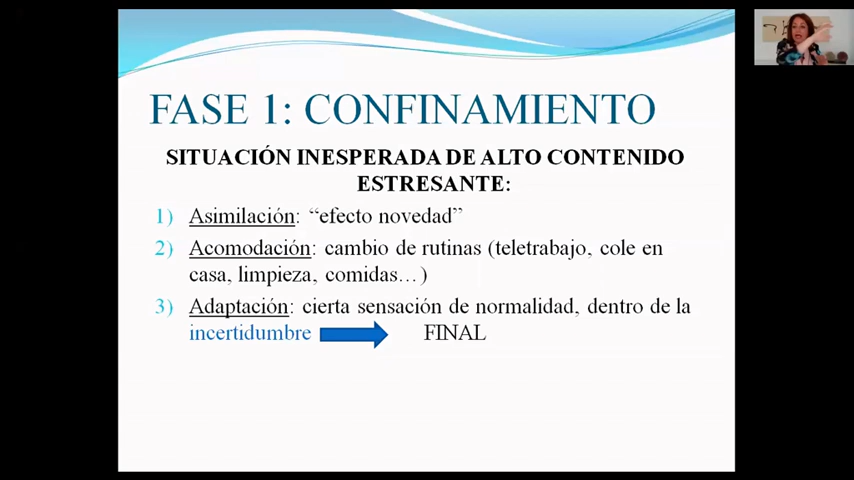 FASE 1: CONFINAMIENTO
SITUACIÓN INESPERADA DE ALTO CONTENIDO
ESTRESANTE:
1) Asimilación: “efecto novedad”
2) Acomodación: cambio de rutinas (teletrabajo, cole en
casa, limpieza, comidas…)
3) Adaptación: cierta sensación de normalidad, dentro de la
incertidumbre FINAL